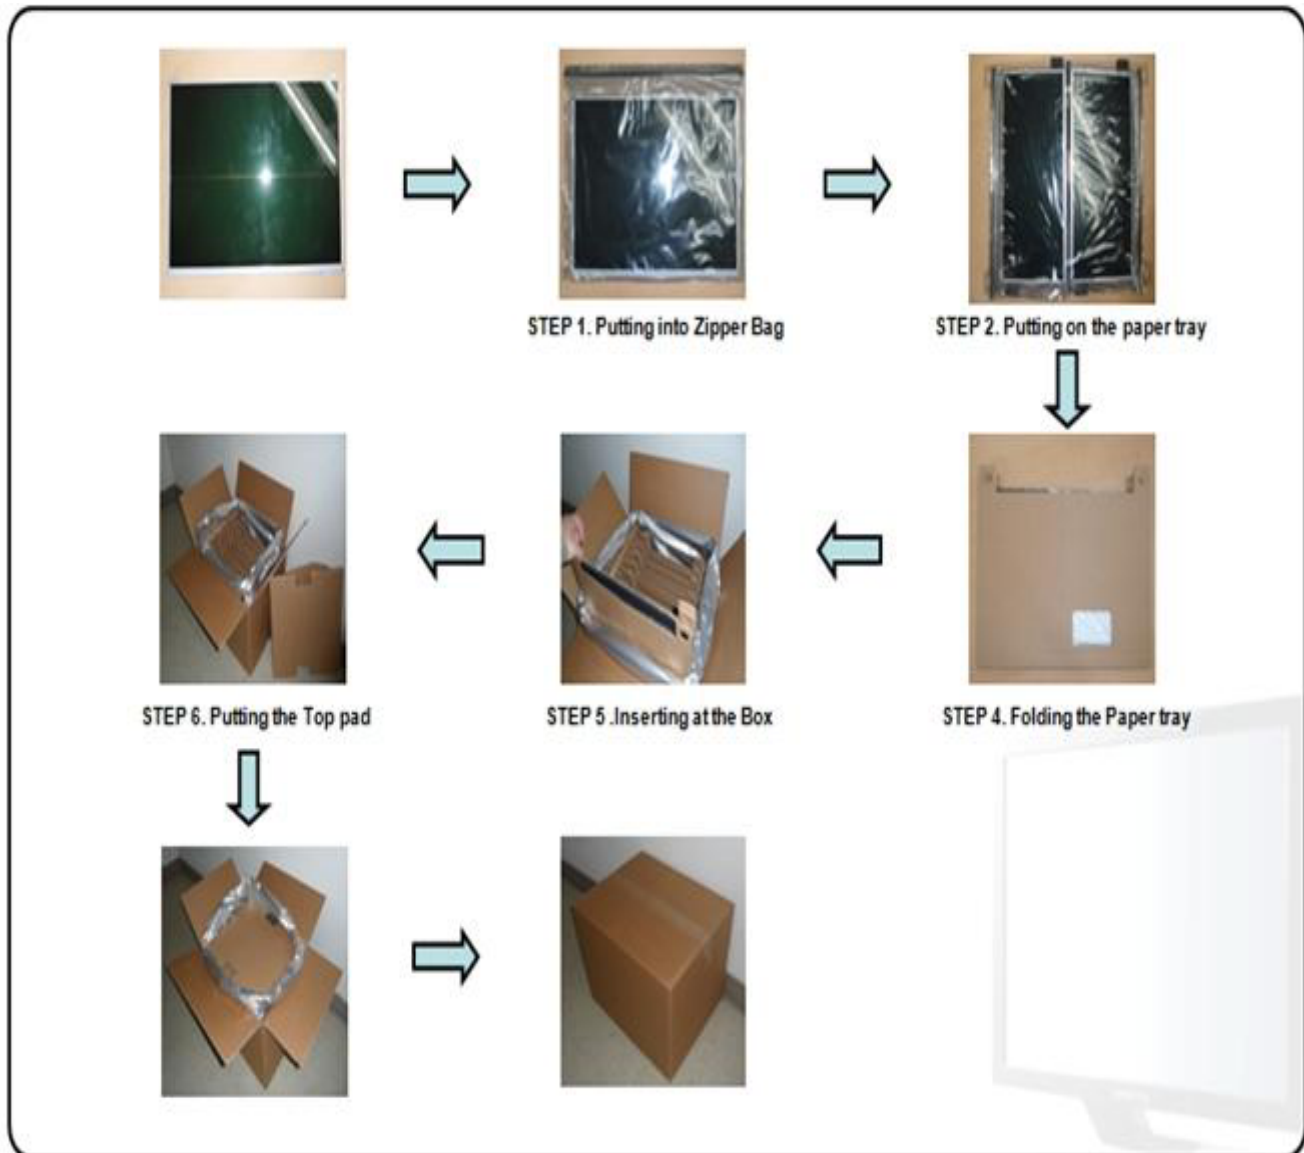 STEP 1. Putting into Zipper Bag
STEP 2. Putting on the paper tray
STEP 4. Folding the Paper tray
STEP 5 .Inserting at the Box
STEP 6. Putting the Top pad